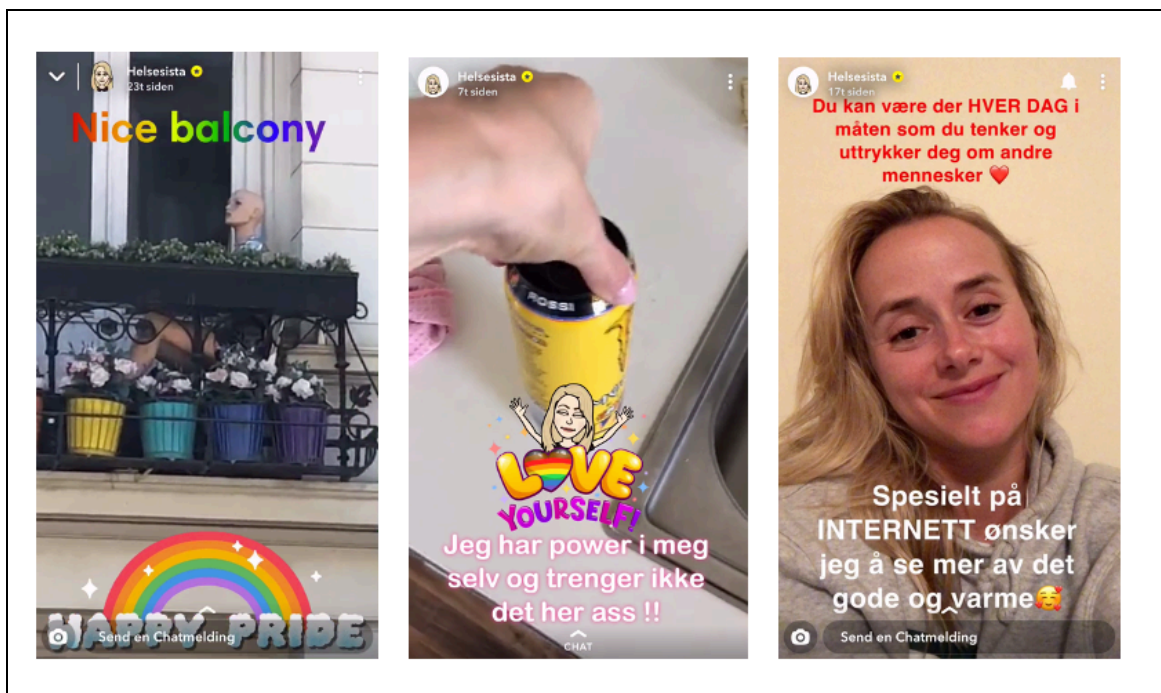 Helsesista
23t siden
Nice balcony
HAPPY PRIDE
Send en Chatmelding
Helsesista
7t siden
ROSSI
LOVE
YOURSELF!
Jeg har power i meg
selv og trenger ikke
det her ass !!
CHAT
Helsesista
17t siden
Du kan være der HVER DAG i
måten som du tenker og
uttrykker deg om andre
mennesker ❤️
Spesielt på
INTERNETT ønsker
jeg å se mer av det
gode og varme🥰
Send en Chatmelding